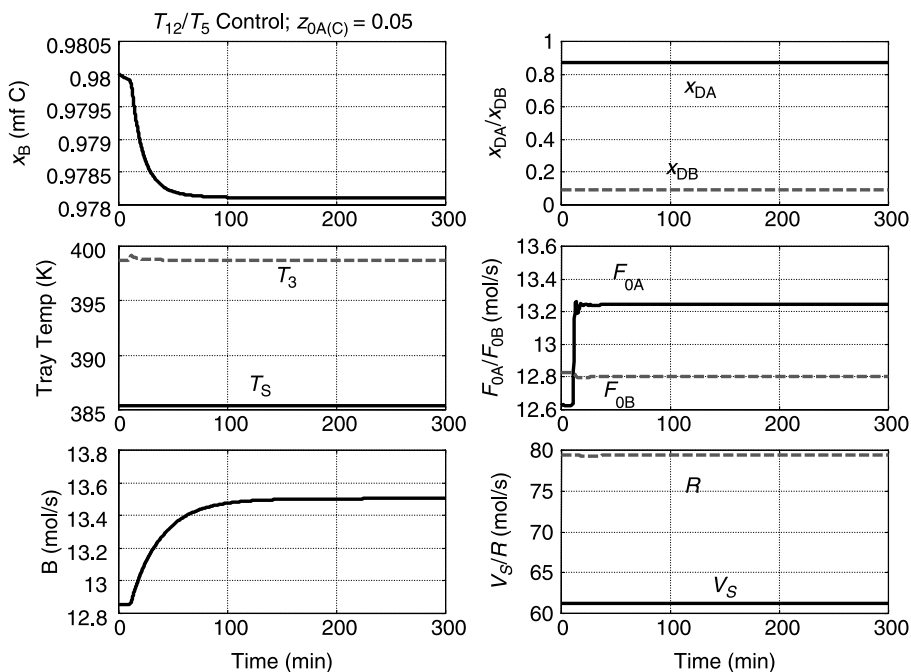 T12/T5 Control; z0A(C) = 0.05
0.9805
0.98
0.9795
0.979
0.9785
0.978
xB (mf C)
0 100 200 300
1
0.8
0.6
0.4
0.2
0
xDA/xDB
xDA
xDB
0 100 200 300
400
395
390
385
Tray Temp (K)
T3
TS
0 100 200 300
13.6
13.4
13.2
13
12.8
12.6
F0A/F0B (mol/s)
F0A
F0B
0 100 200 300
13.8
13.6
13.4
13.2
13
12.8
B (mol/s)
0 100 200 300
Time (min)
80
75
70
65
60
VS/R (mol/s)
R
VS
0 100 200 300
Time (min)